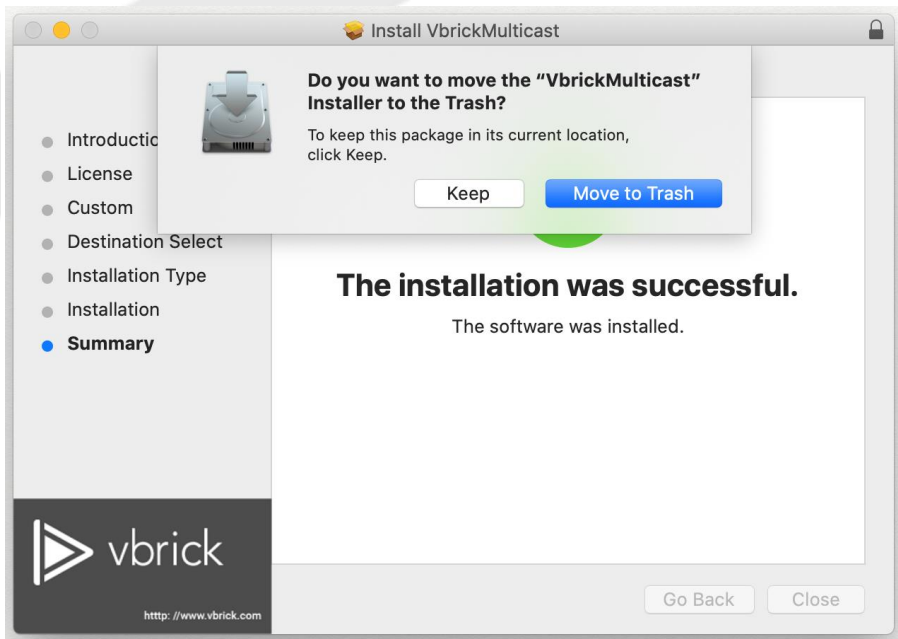 Install VbrickMulticast
Do you want to move the “VbrickMulticast”
Installer to the Trash?
To keep this package in its current location,
click Keep.
Keep
Move to Trash
Introductio
License
Custom
Destination Select
Installation Type
Installation
Summary
The installation was successful.
The software was installed.
vbrick
htttp: //www.vbrick.com
Go Back
Close